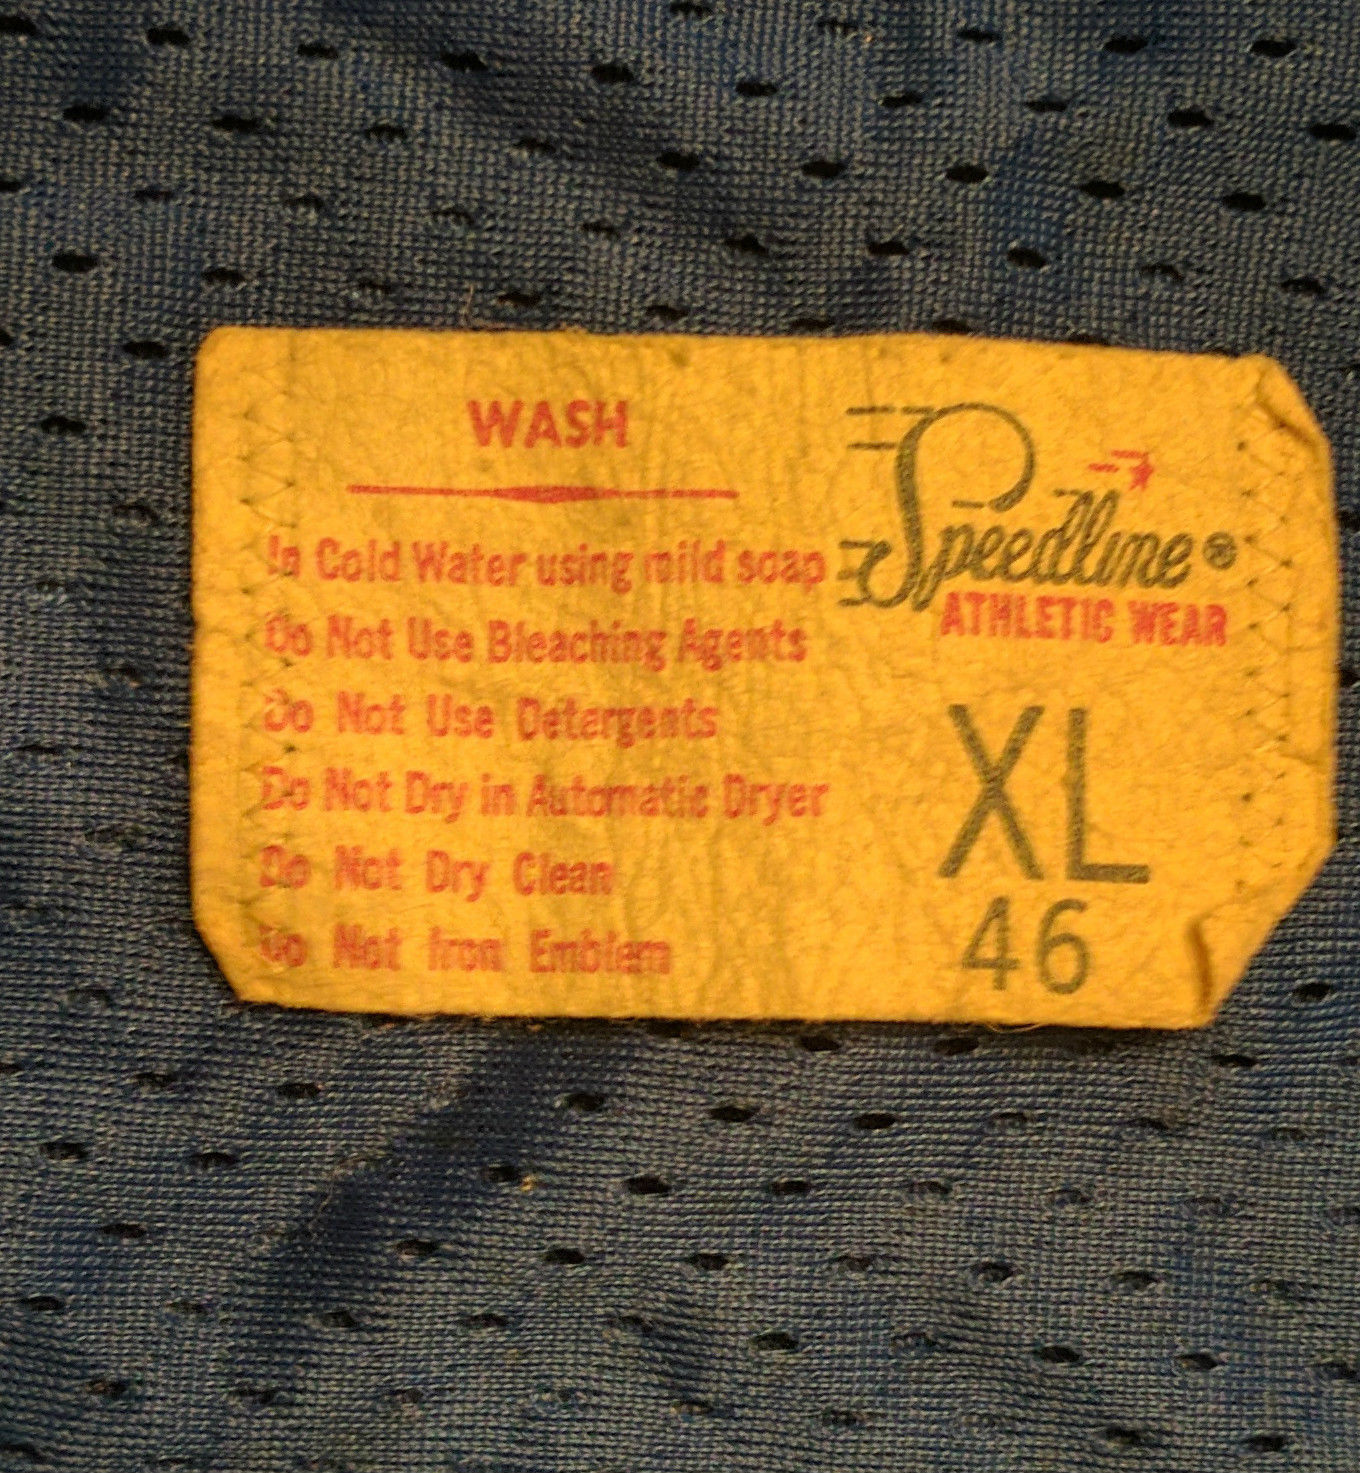 WASH
In Cold Water using mild soap
Do Not Use Bleaching Agents
Do Not Use Detergents
Do Not Dry in Automatic Dryer
Do Not Dry Clean
Do Not Iron Emblem
Speedline®
ATHLETIC WEAR
XL
46